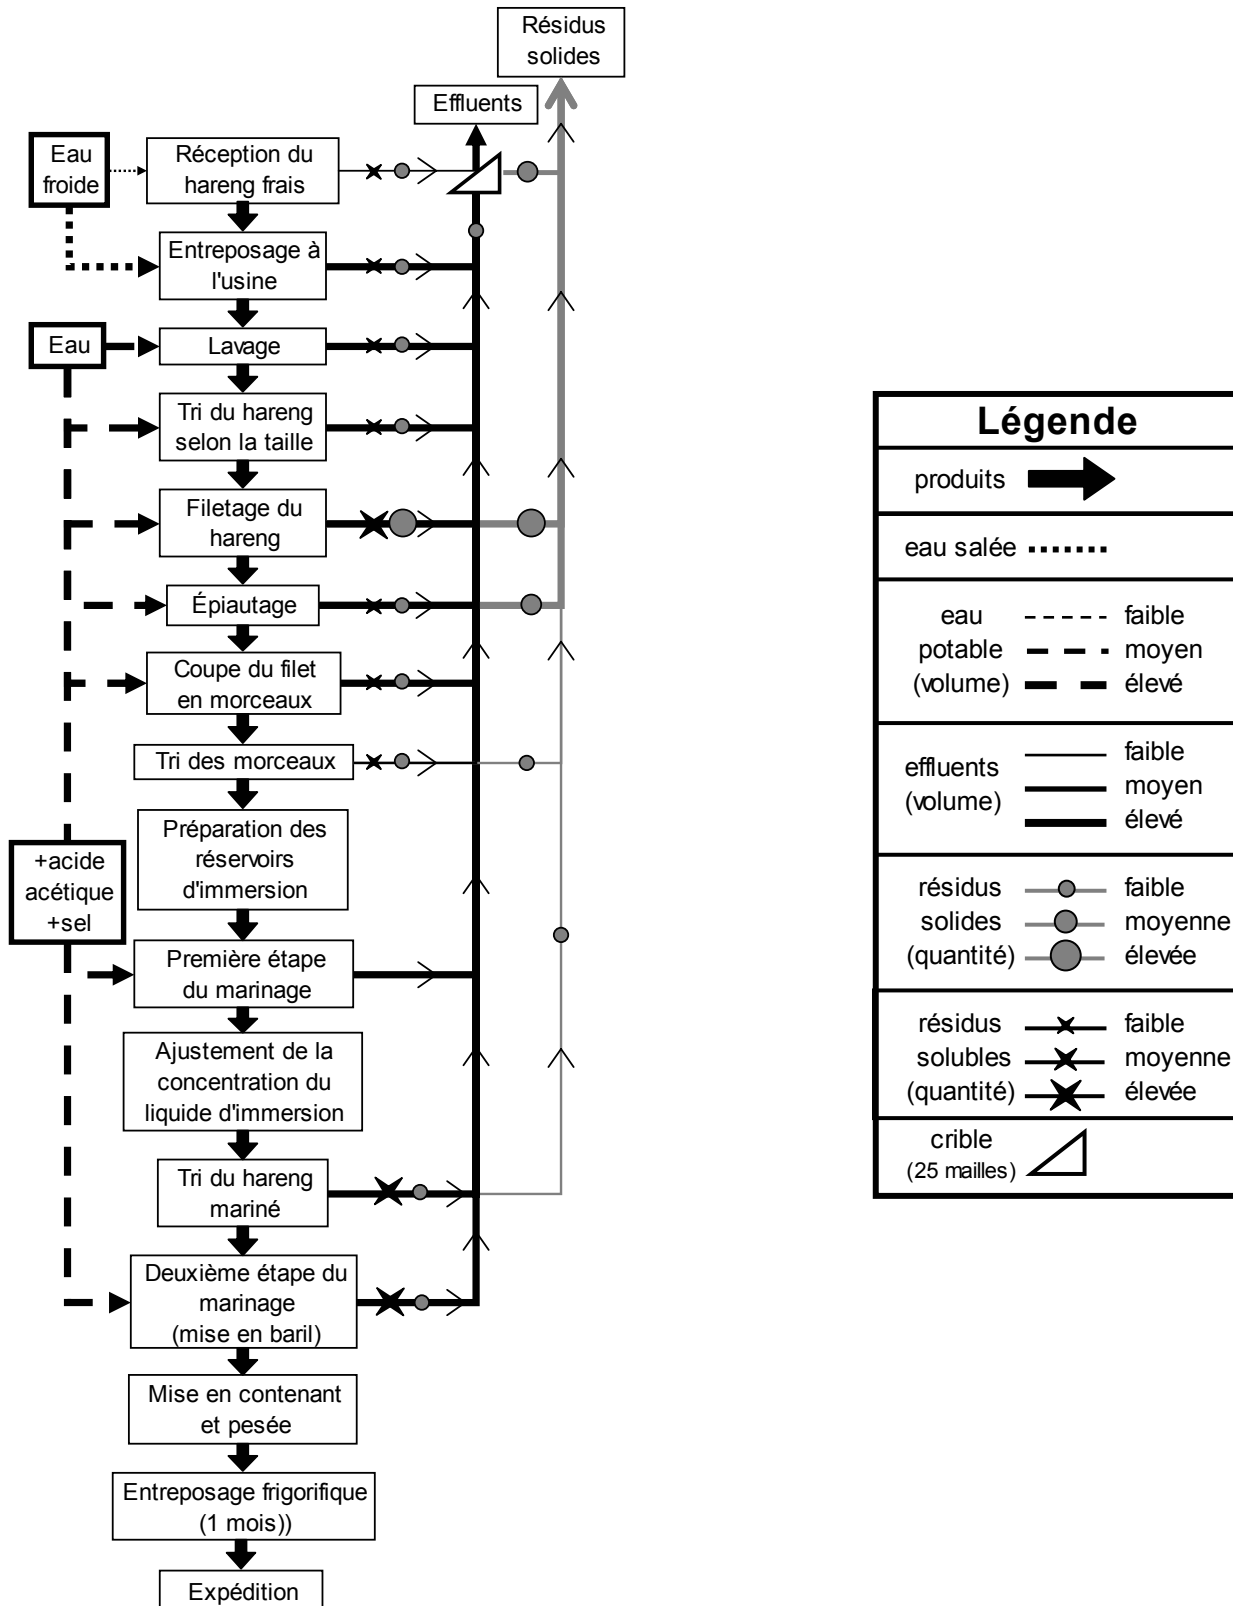 Résidus
solides
Effluents
Eau
froide
Réception du
hareng frais
Entreposage à
l'usine
Eau
Lavage
Tri du hareng
selon la taille
Filetage du
hareng
Épiautage
Coupe du filet
en morceaux
Tri des morceaux
Préparation des
réservoirs
d'immersion
+acide
acétique
+sel
Première étape
du marinage
Ajustement de la
concentration du
liquide d'immersion
Tri du hareng
mariné
Deuxième étape du
marinage
(mise en baril)
Mise en contenant
et pesée
Entreposage frigorifique
(1 mois))
Expédition
Légende
produits
eau salée
eau
potable
(volume)
faible
moyen
élevé
effluents
(volume)
faible
moyen
élevé
résidus
solides
(quantité)
faible
moyenne
élevée
résidus
solubles
(quantité)
faible
moyenne
élevée
crible
(25 mailles)